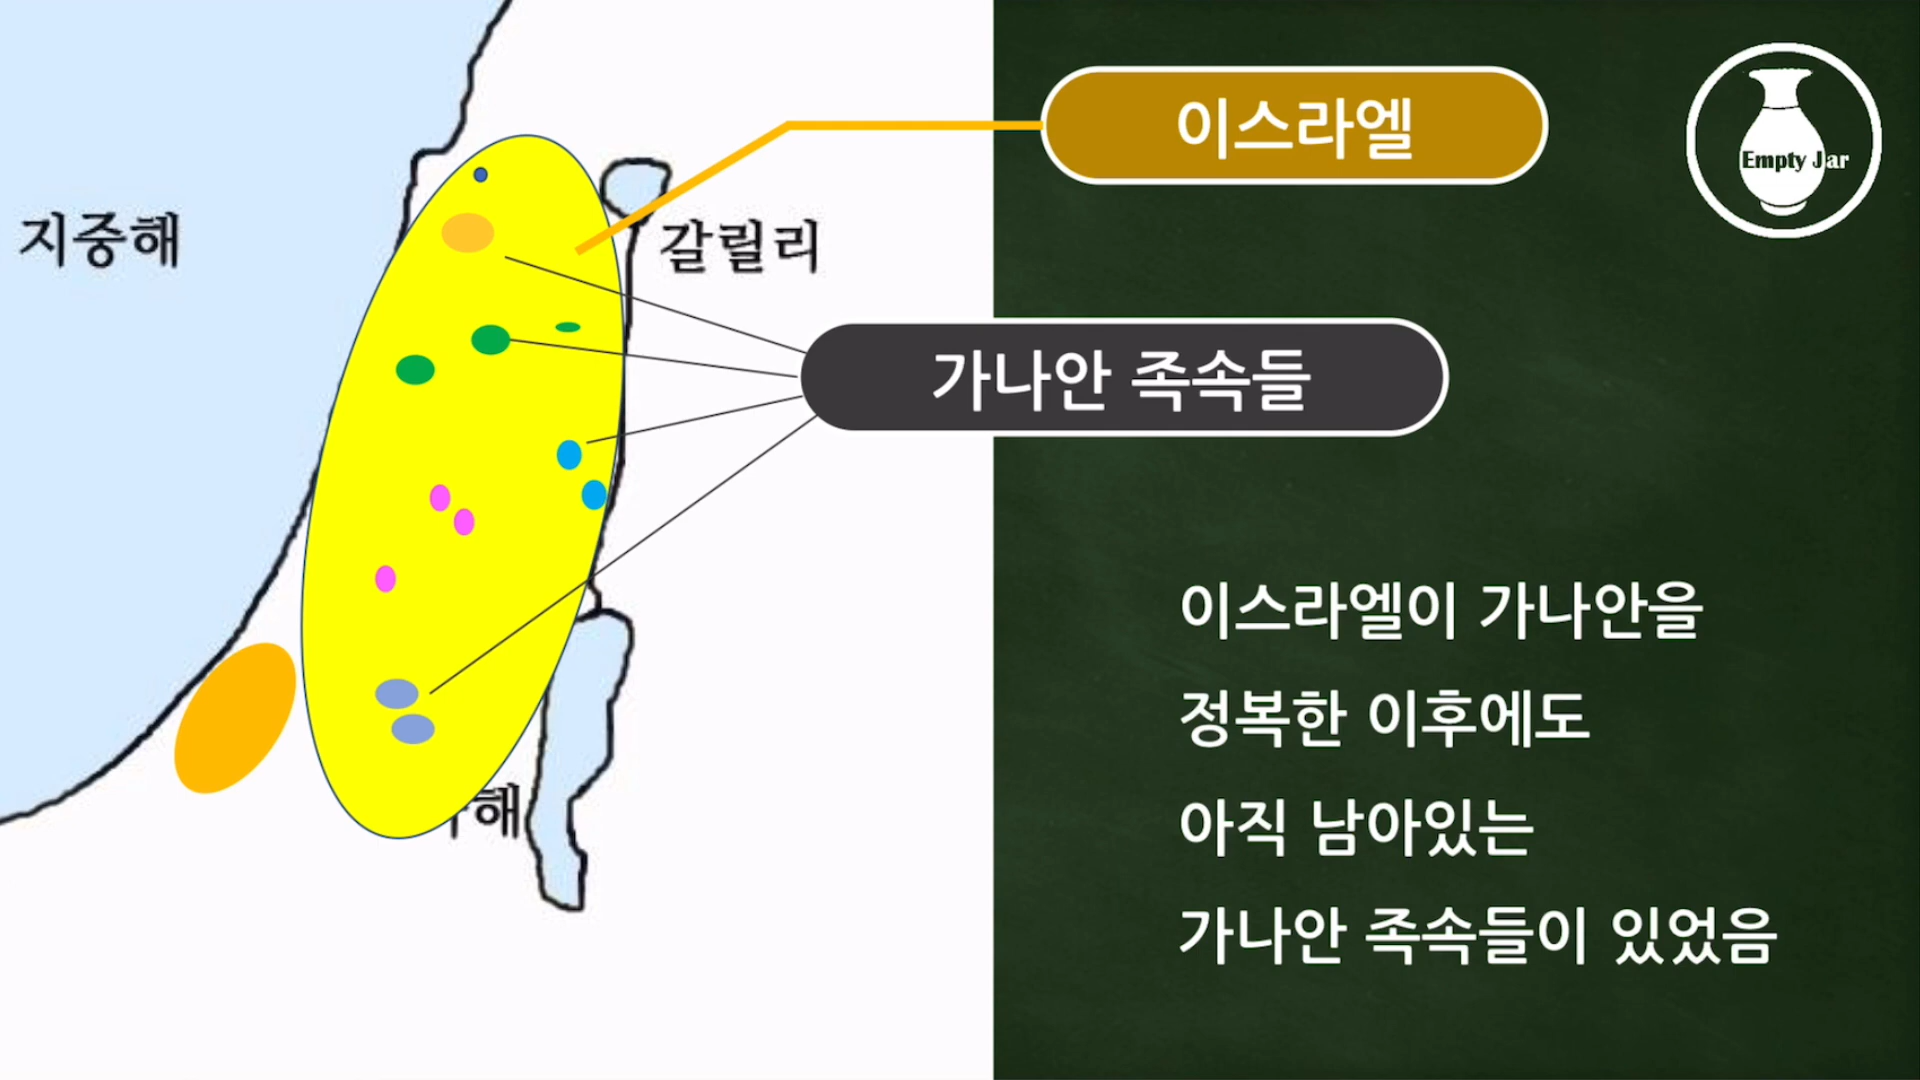 이스라엘
Empty Jar
지중해
갈릴리
가나안 족속들
이스라엘이 가나안을
정복한 이후에도
아직 남아있는
가나안 족속들이 있었음
해